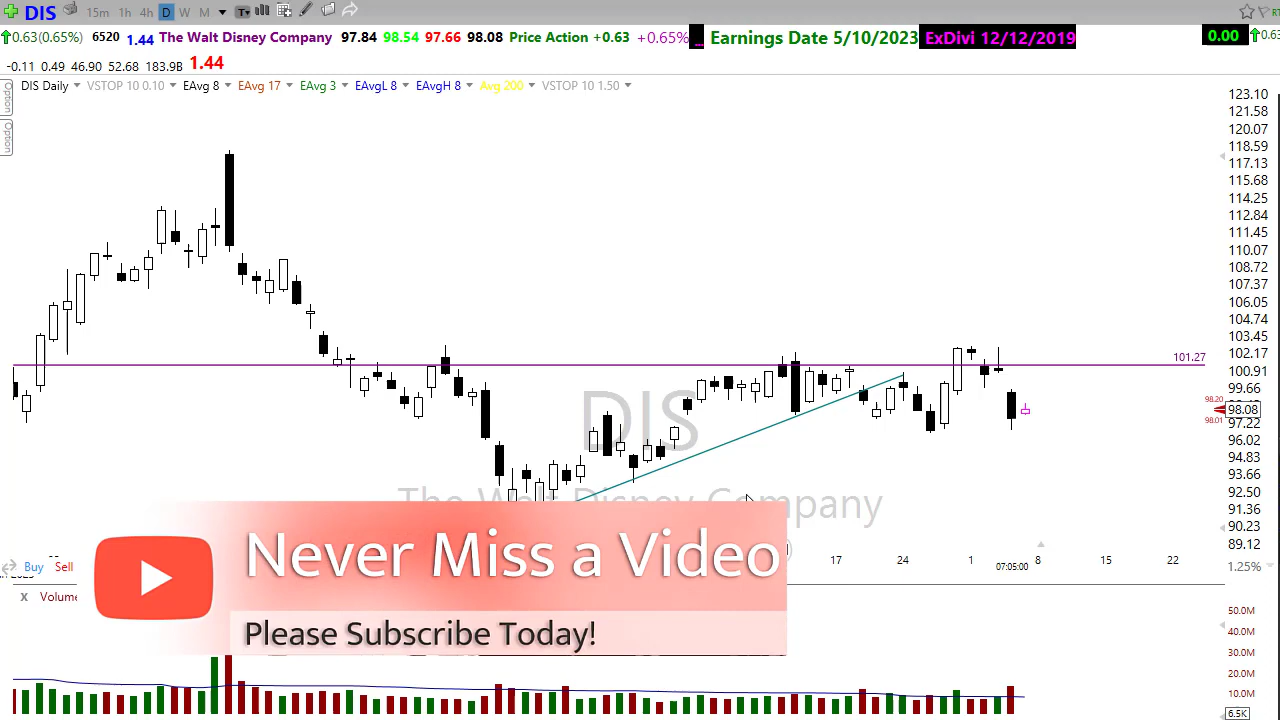 DIS 15m 1h 4h D W M T
0.63(0.65%) 6520 1.44 The Walt Disney Company 97.84 98.54 97.66 98.08 Price Action +0.63 +0.65% ... Earnings Date 5/10/2023 ExDivi 12/12/2019 0.00 0.63
-0.11 0.49 46.90 52.68 183.9B 1.44
DIS Daily VSTOP 10 0.10 EAvg 8 EAvg 17 EAvg 3 EAvgL 8 EAvgH 8 Avg 200 VSTOP 10 1.50
Option
Option
123.10
121.58
120.07
118.59
117.13
115.68
114.25
112.84
111.45
110.07
108.72
107.37
106.05
104.74
103.45
102.17
101.27
100.91
99.66
98.20
98.08
98.01
97.22
96.02
94.83
93.66
92.50
91.36
90.23
89.12
1.25%
DIS
The Walt Disney Company
17 24 1 8 15 22
07:05:00
Buy Sell
X Volume
Never Miss a Video
Please Subscribe Today!
50.0M
40.0M
30.0M
20.0M
10.0M
6.5K